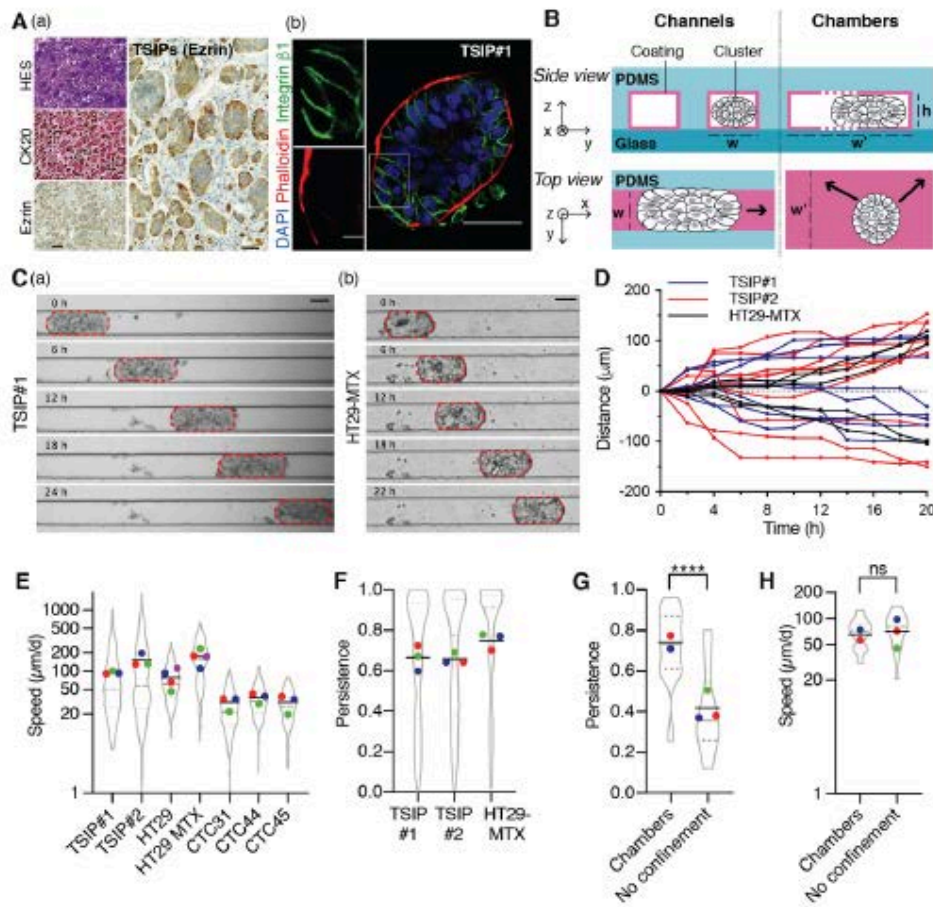 A (a)
HES
CK20
Ezrin
TSIPs (Ezrin)
(b)
DAPI Phalloidin Integrin β1
TSIP#1
B
Channels
Chambers
Coating
Cluster
PDMS
Side view
z
x
y
Glass
w
w'
h
Top view
PDMS
z
x
y
w
w'
C (a)
TSIP#1
0 h
6 h
12 h
18 h
24 h
(b)
HT29-MTX
0 h
6 h
12 h
18 h
22 h
D
TSIP#1
TSIP#2
HT29-MTX
Distance (μm)
200
100
0
-100
-200
0 4 8 12 16 20
Time (h)
E
Speed (μm/d)
1000
200
100
50
20
1
TSIP#1
TSIP#2
HT29
HT29 MTX
CTC31
CTC44
CTC45
F
Persistence
1.0
0.8
0.6
0.4
0.2
0.0
TSIP #1
TSIP #2
HT29-MTX
G
****
Persistence
1.0
0.8
0.6
0.4
0.2
0.0
Chambers
No confinement
H
ns
Speed (μm/d)
200
100
50
20
1
Chambers
No confinement